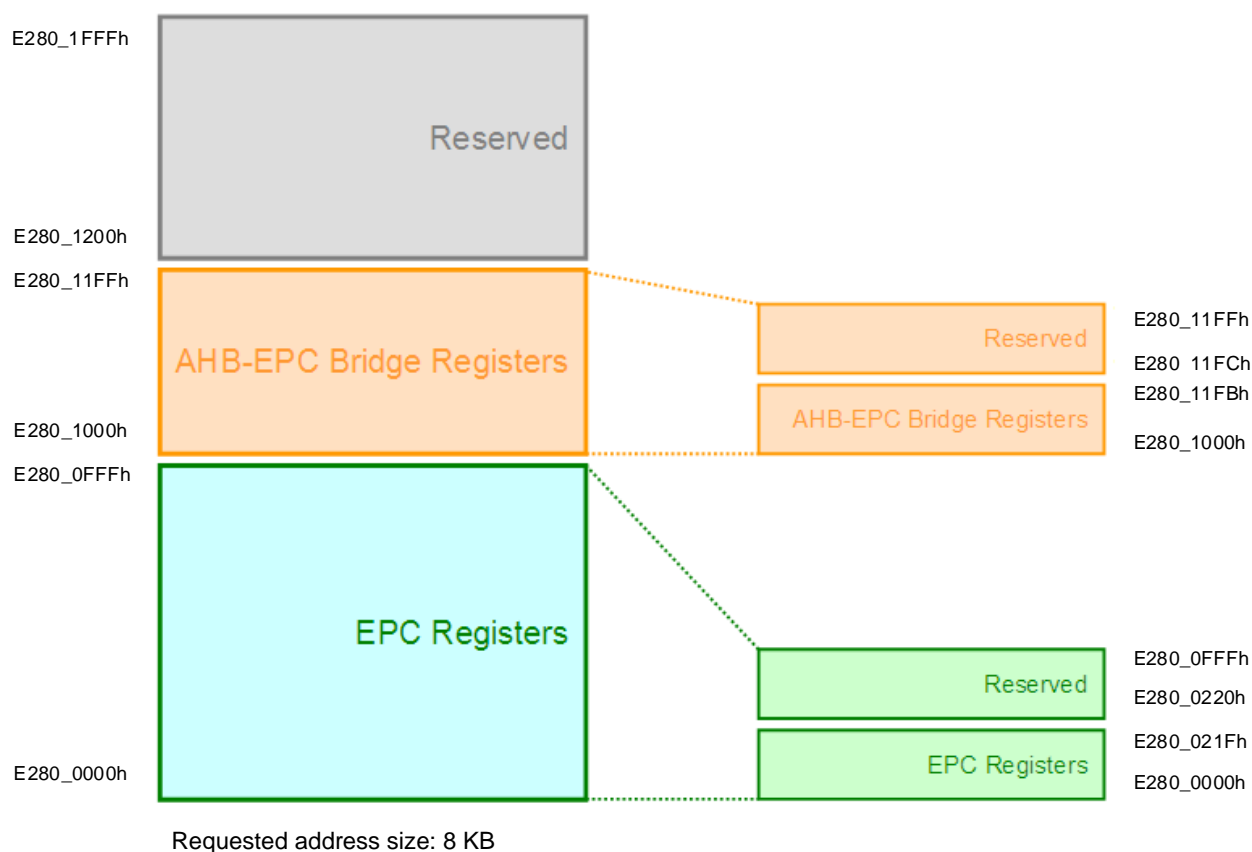 E280_1FFFh
Reserved
E280_1200h
E280_11FFh
AHB-EPC Bridge Registers
E280_1000h
E280_0FFFh
EPC Registers
E280_0000h
Reserved
E280_11FFh
E280 11FCh
E280_11FBh
AHB-EPC Bridge Registers
E280_1000h
E280_0FFFh
Reserved
E280_0220h
E280_021Fh
EPC Registers
E280_0000h
Requested address size: 8 KB